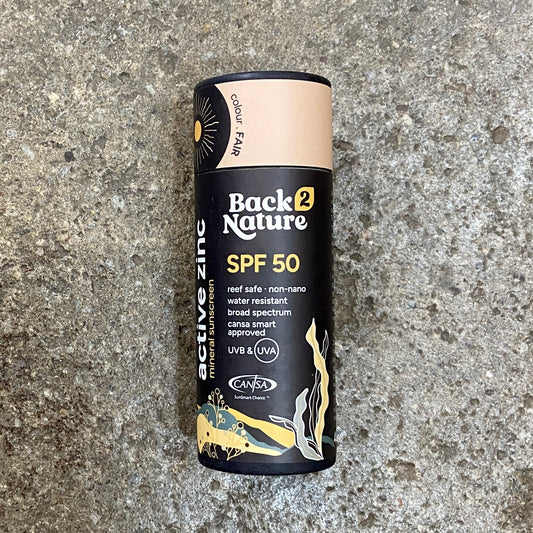 colour . FAIR
Back 2
Nature
SPF 50
reef safe · non-nano
water resistant
broad spectrum
cansa smart
approved
UVB & UVA
CANSA
SunSmart Choice ™
active zinc
mineral sunscreen